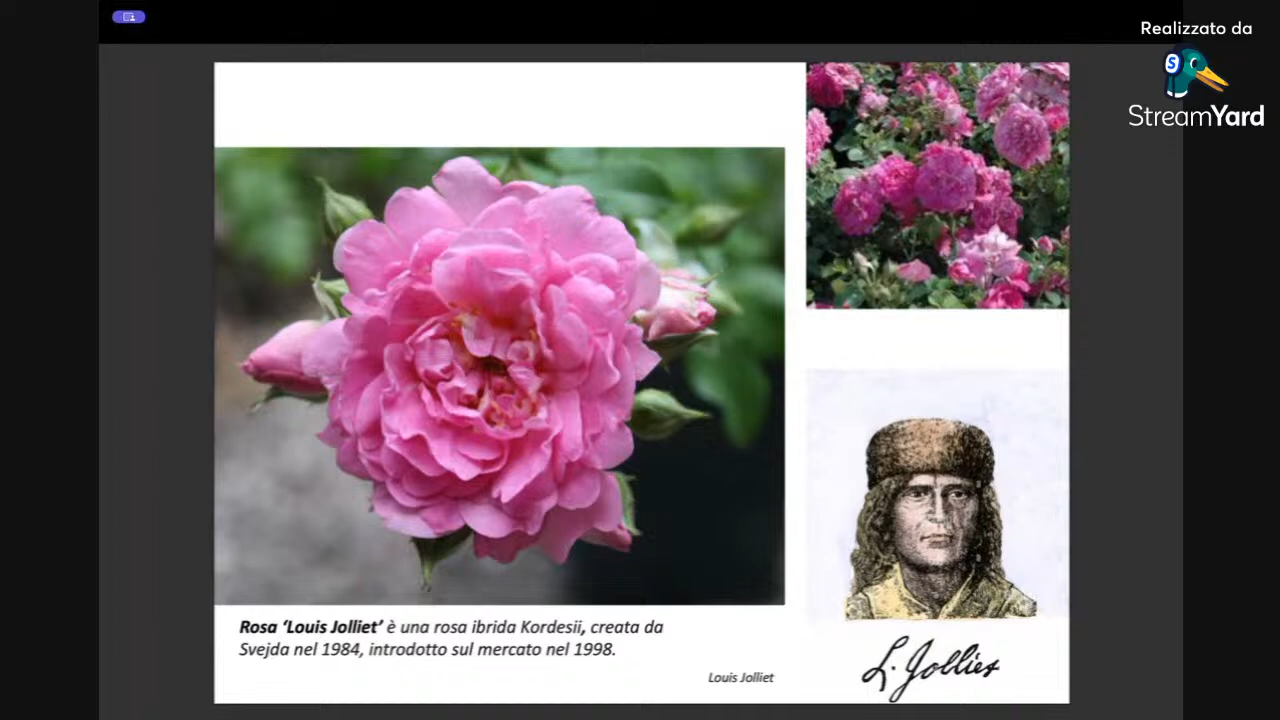 Realizzato da
StreamYard
Rosa ‘Louis Jolliet’ è una rosa ibrida Kordesii, creata da
Svejda nel 1984, introdotto sul mercato nel 1998.
Louis Jolliet
L. Jolliet